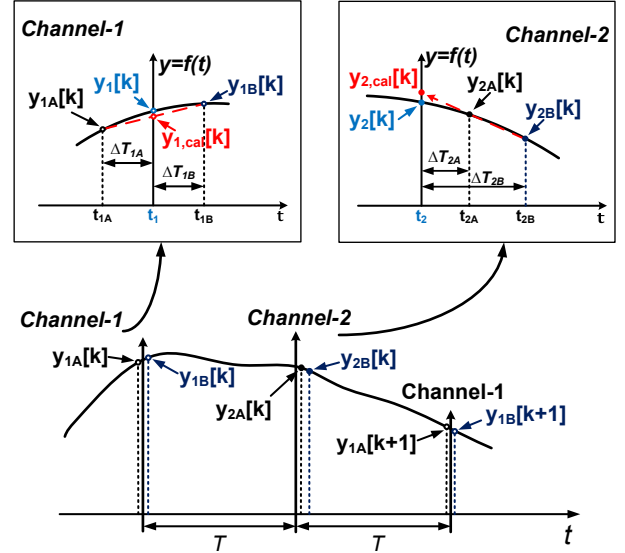 Channel-1
y=f(t)
y1[k]
y1B[k]
y1A[k]
y1,cal[k]
ΔT1A
ΔT1B
t1A
t1
t1B
t
Channel-2
y=f(t)
y2,cal[k]
y2A[k]
y2[k]
y2B[k]
ΔT2A
ΔT2B
t2
t2A
t2B
t
Channel-1
Channel-2
y1A[k]
y1B[k]
y2A[k]
y2B[k]
Channel-1
y1A[k+1]
y1B[k+1]
T
T
t